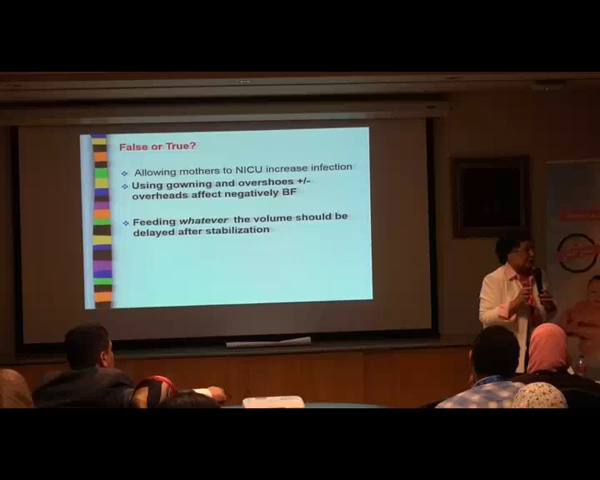 False or True?
Allowing mothers to NICU increase infection
Using gowning and overshoes +/-
overheads affect negatively BF
Feeding whatever the volume should be
delayed after stabilization